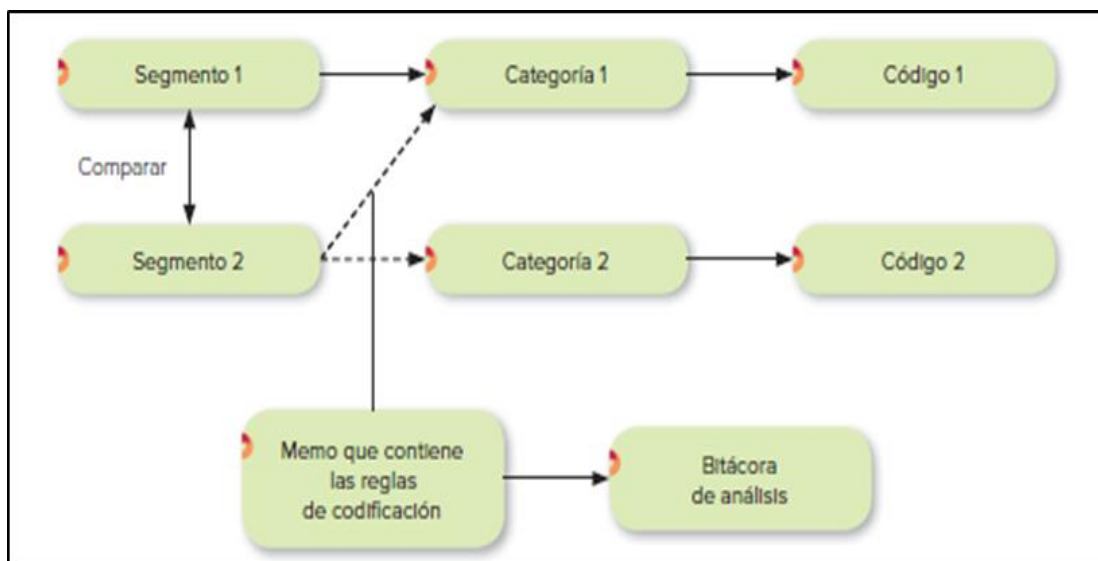 Segmento 1
Categoría 1
Código 1
Comparar
Segmento 2
Categoría 2
Código 2
Memo que contiene
las reglas
de codificación
Bitácora
de análisis